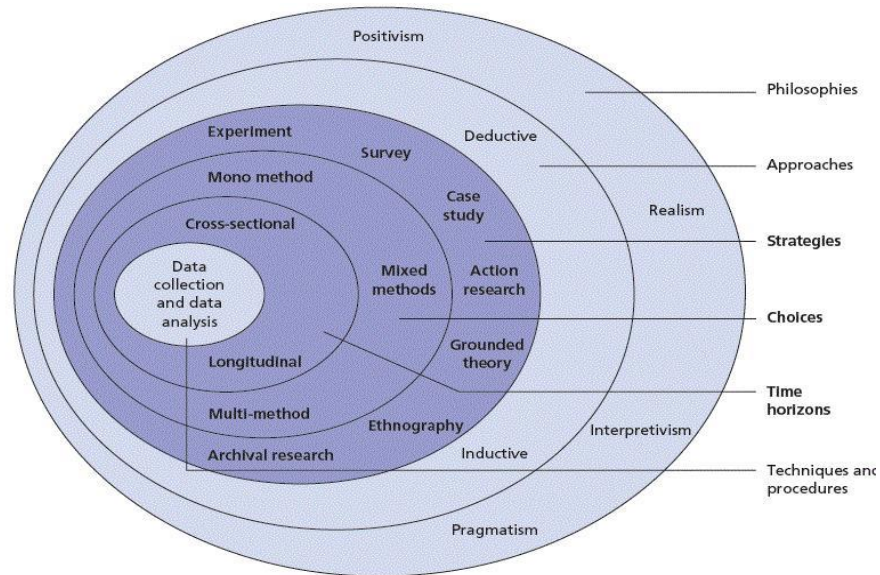 Positivism
Philosophies
Experiment
Deductive
Survey
Approaches
Mono method
Case
study
Realism
Cross-sectional
Strategies
Data
collection
and data
analysis
Mixed
methods
Action
research
Choices
Grounded
theory
Longitudinal
Time
horizons
Multi-method
Ethnography
Interpretivism
Archival research
Inductive
Techniques and
procedures
Pragmatism